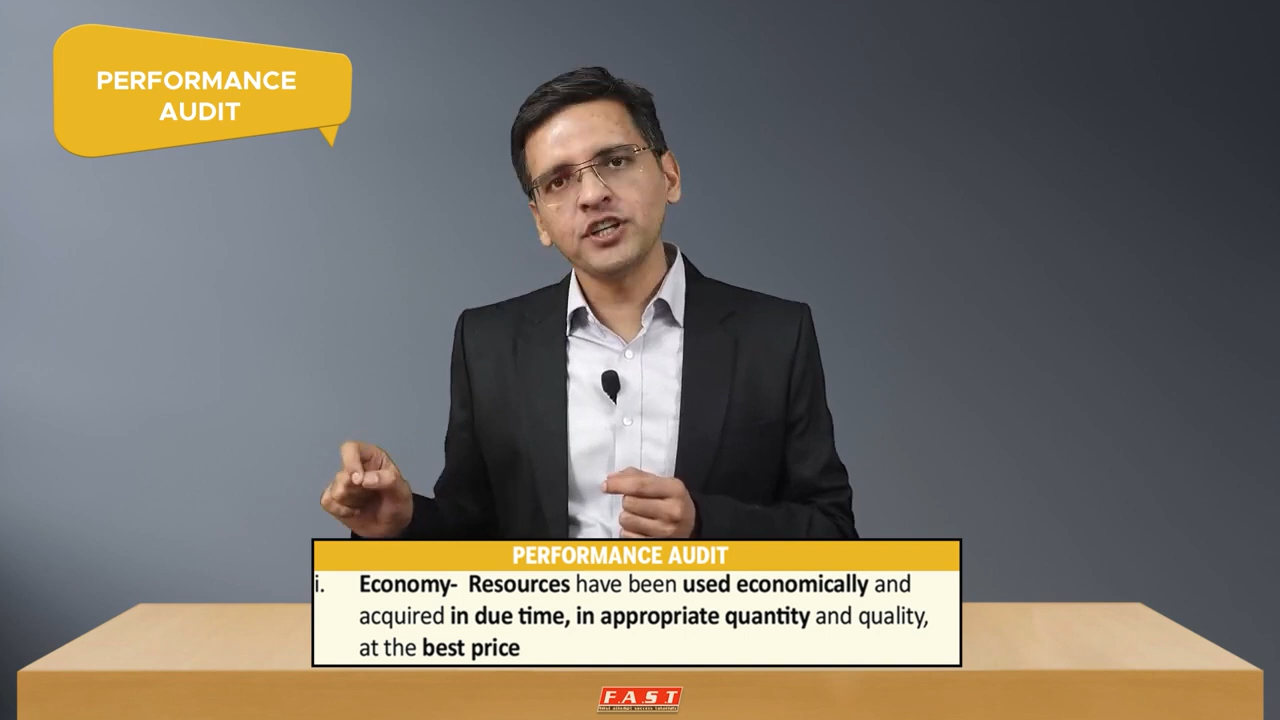 PERFORMANCE
AUDIT
PERFORMANCE AUDIT
i. Economy- Resources have been used economically and
acquired in due time, in appropriate quantity and quality,
at the best price
F.A.S.T